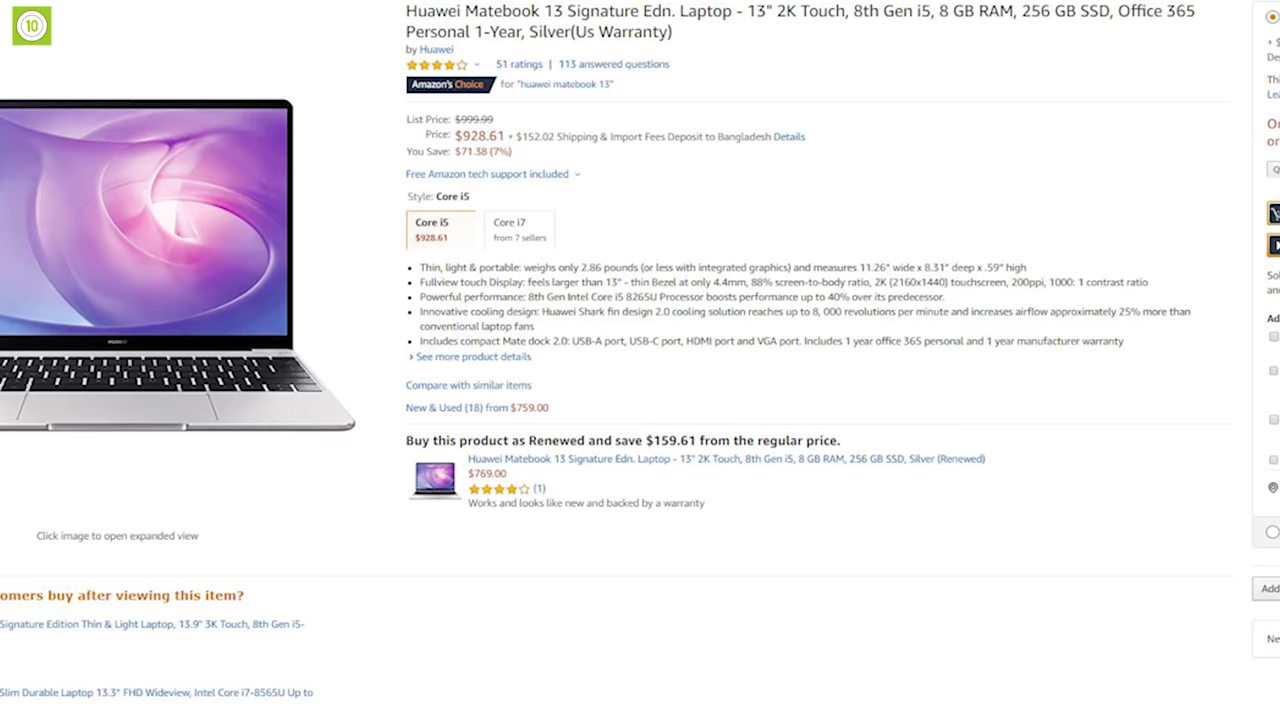 10
Huawei Matebook 13 Signature Edn. Laptop - 13" 2K Touch, 8th Gen i5, 8 GB RAM, 256 GB SSD, Office 365
Personal 1-Year, Silver(Us Warranty)
by Huawei
51 ratings | 113 answered questions
Amazon's Choice for "huawei matebook 13"
List Price: $999.99
Price: $928.61 + $152.02 Shipping & Import Fees Deposit to Bangladesh Details
You Save: $71.38 (7%)
Free Amazon tech support included
Style: Core i5
Core i5 Core i7
$928.61 from 7 sellers
• Thin, light & portable: weighs only 2.86 pounds (or less with integrated graphics) and measures 11.26" wide x 8.31" deep x .59" high
• Fullview touch Display: feels larger than 13" - thin Bezel at only 4.4mm, 88% screen-to-body ratio, 2K (2160x1440) touchscreen, 200ppi, 1000: 1 contrast ratio
• Powerful performance: 8th Gen Intel Core i5 8265U Processor boosts performance up to 40% over its predecessor.
• Innovative cooling design: Huawei Shark fin design 2.0 cooling solution reaches up to 8, 000 revolutions per minute and increases airflow approximately 25% more than
conventional laptop fans
• Includes compact Mate dock 2.0: USB-A port, USB-C port, HDMI port and VGA port. Includes 1 year office 365 personal and 1 year manufacturer warranty
› See more product details
Compare with similar items
New & Used (18) from $759.00
Buy this product as Renewed and save $159.61 from the regular price.
Huawei Matebook 13 Signature Edn. Laptop - 13" 2K Touch, 8th Gen i5, 8 GB RAM, 256 GB SSD, Silver (Renewed)
$769.00
(1)
Works and looks like new and backed by a warranty
HUAWEI
Click image to open expanded view
omers buy after viewing this item?
Signature Edition Thin & Light Laptop, 13.9" 3K Touch, 8th Gen i5-
Slim Durable Laptop 13.3" FHD Wideview, Intel Core i7-8565U Up to
+ $
De
Thi
Lea
or
Q
Sol
an
Ad
Add
Ne